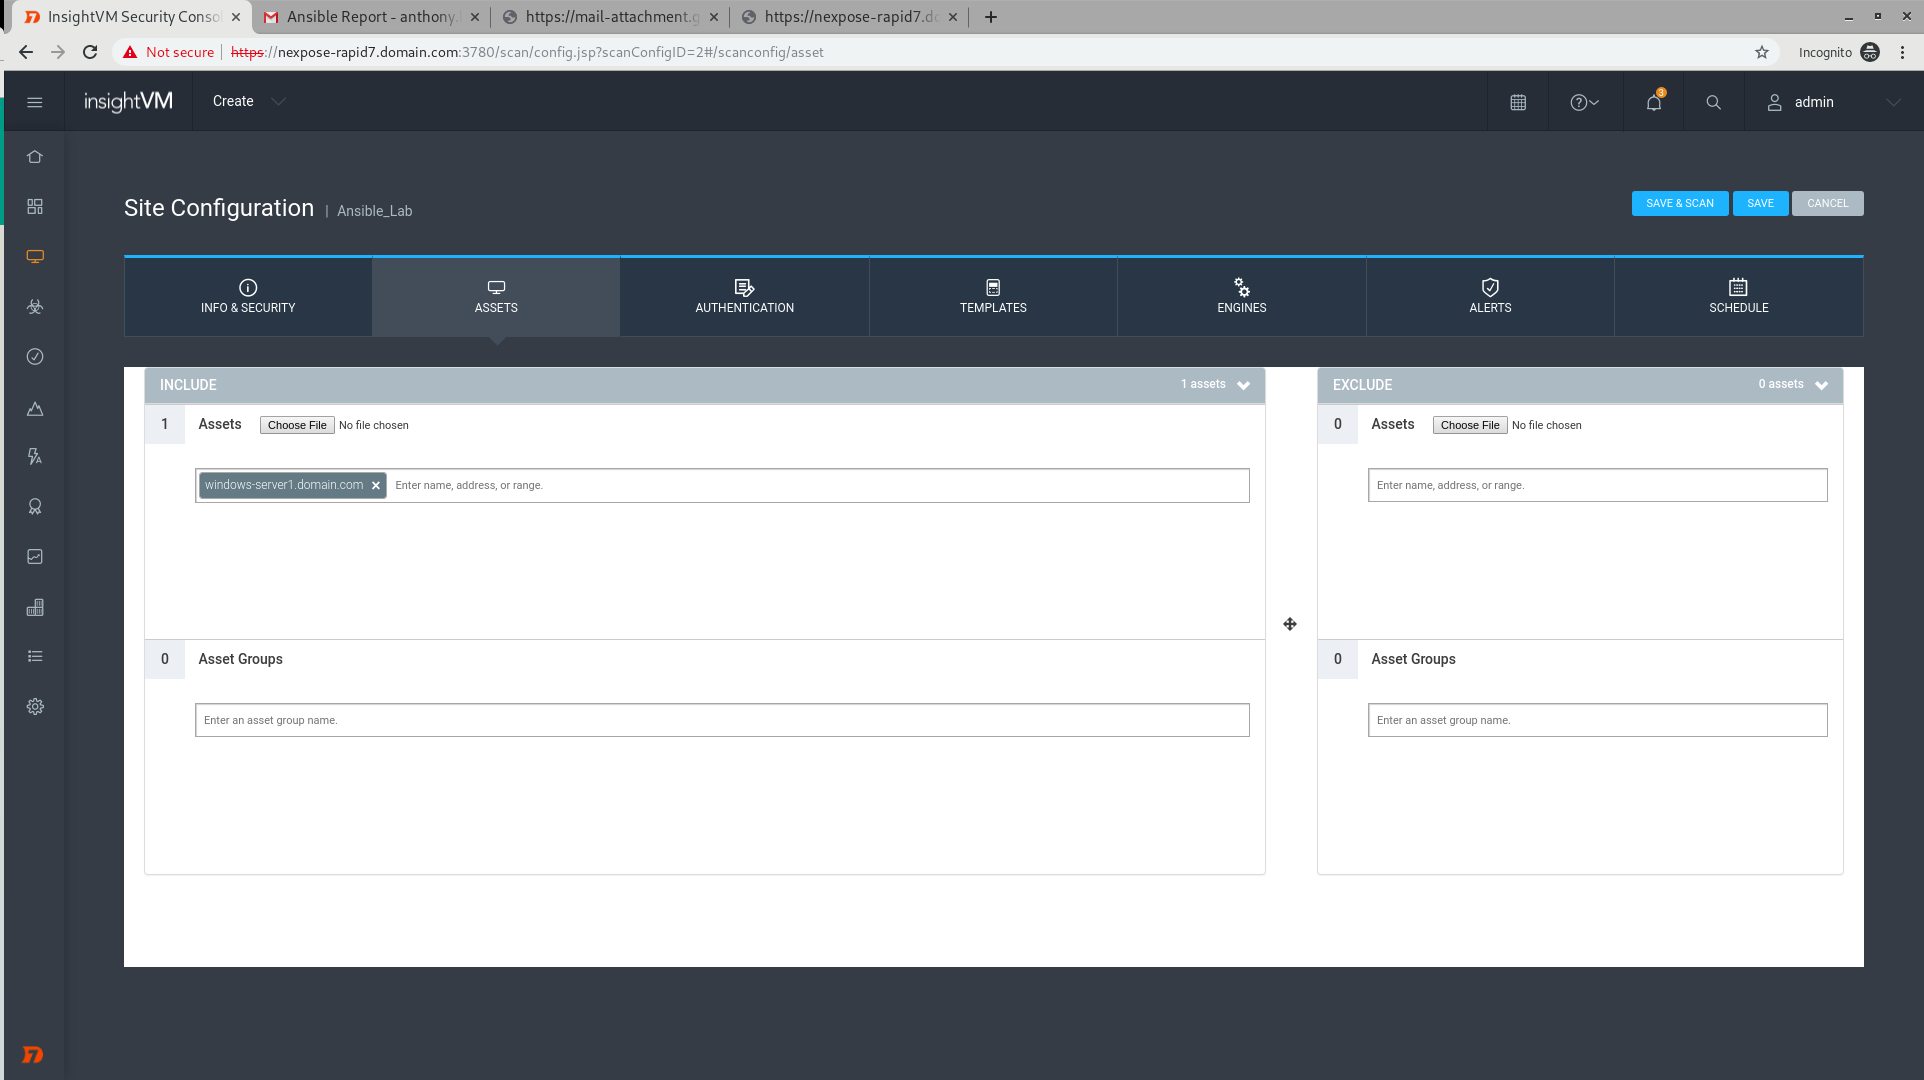 InsightVM Security Conso
Ansible Report - anthony.
https://mail-attachment.g
https://nexpose-rapid7.do
Not secure
https://nexpose-rapid7.domain.com:3780/scan/config.jsp?scanConfigID=2#/scanconfig/asset
Incognito
insightVM
Create
3
admin
Site Configuration | Ansible_Lab
SAVE & SCAN
SAVE
CANCEL
INFO & SECURITY
ASSETS
AUTHENTICATION
TEMPLATES
ENGINES
ALERTS
SCHEDULE
INCLUDE
1 assets
1 Assets Choose File No file chosen
windows-server1.domain.com Enter name, address, or range.
0 Asset Groups
Enter an asset group name.
EXCLUDE
0 assets
0 Assets Choose File No file chosen
Enter name, address, or range.
0 Asset Groups
Enter an asset group name.